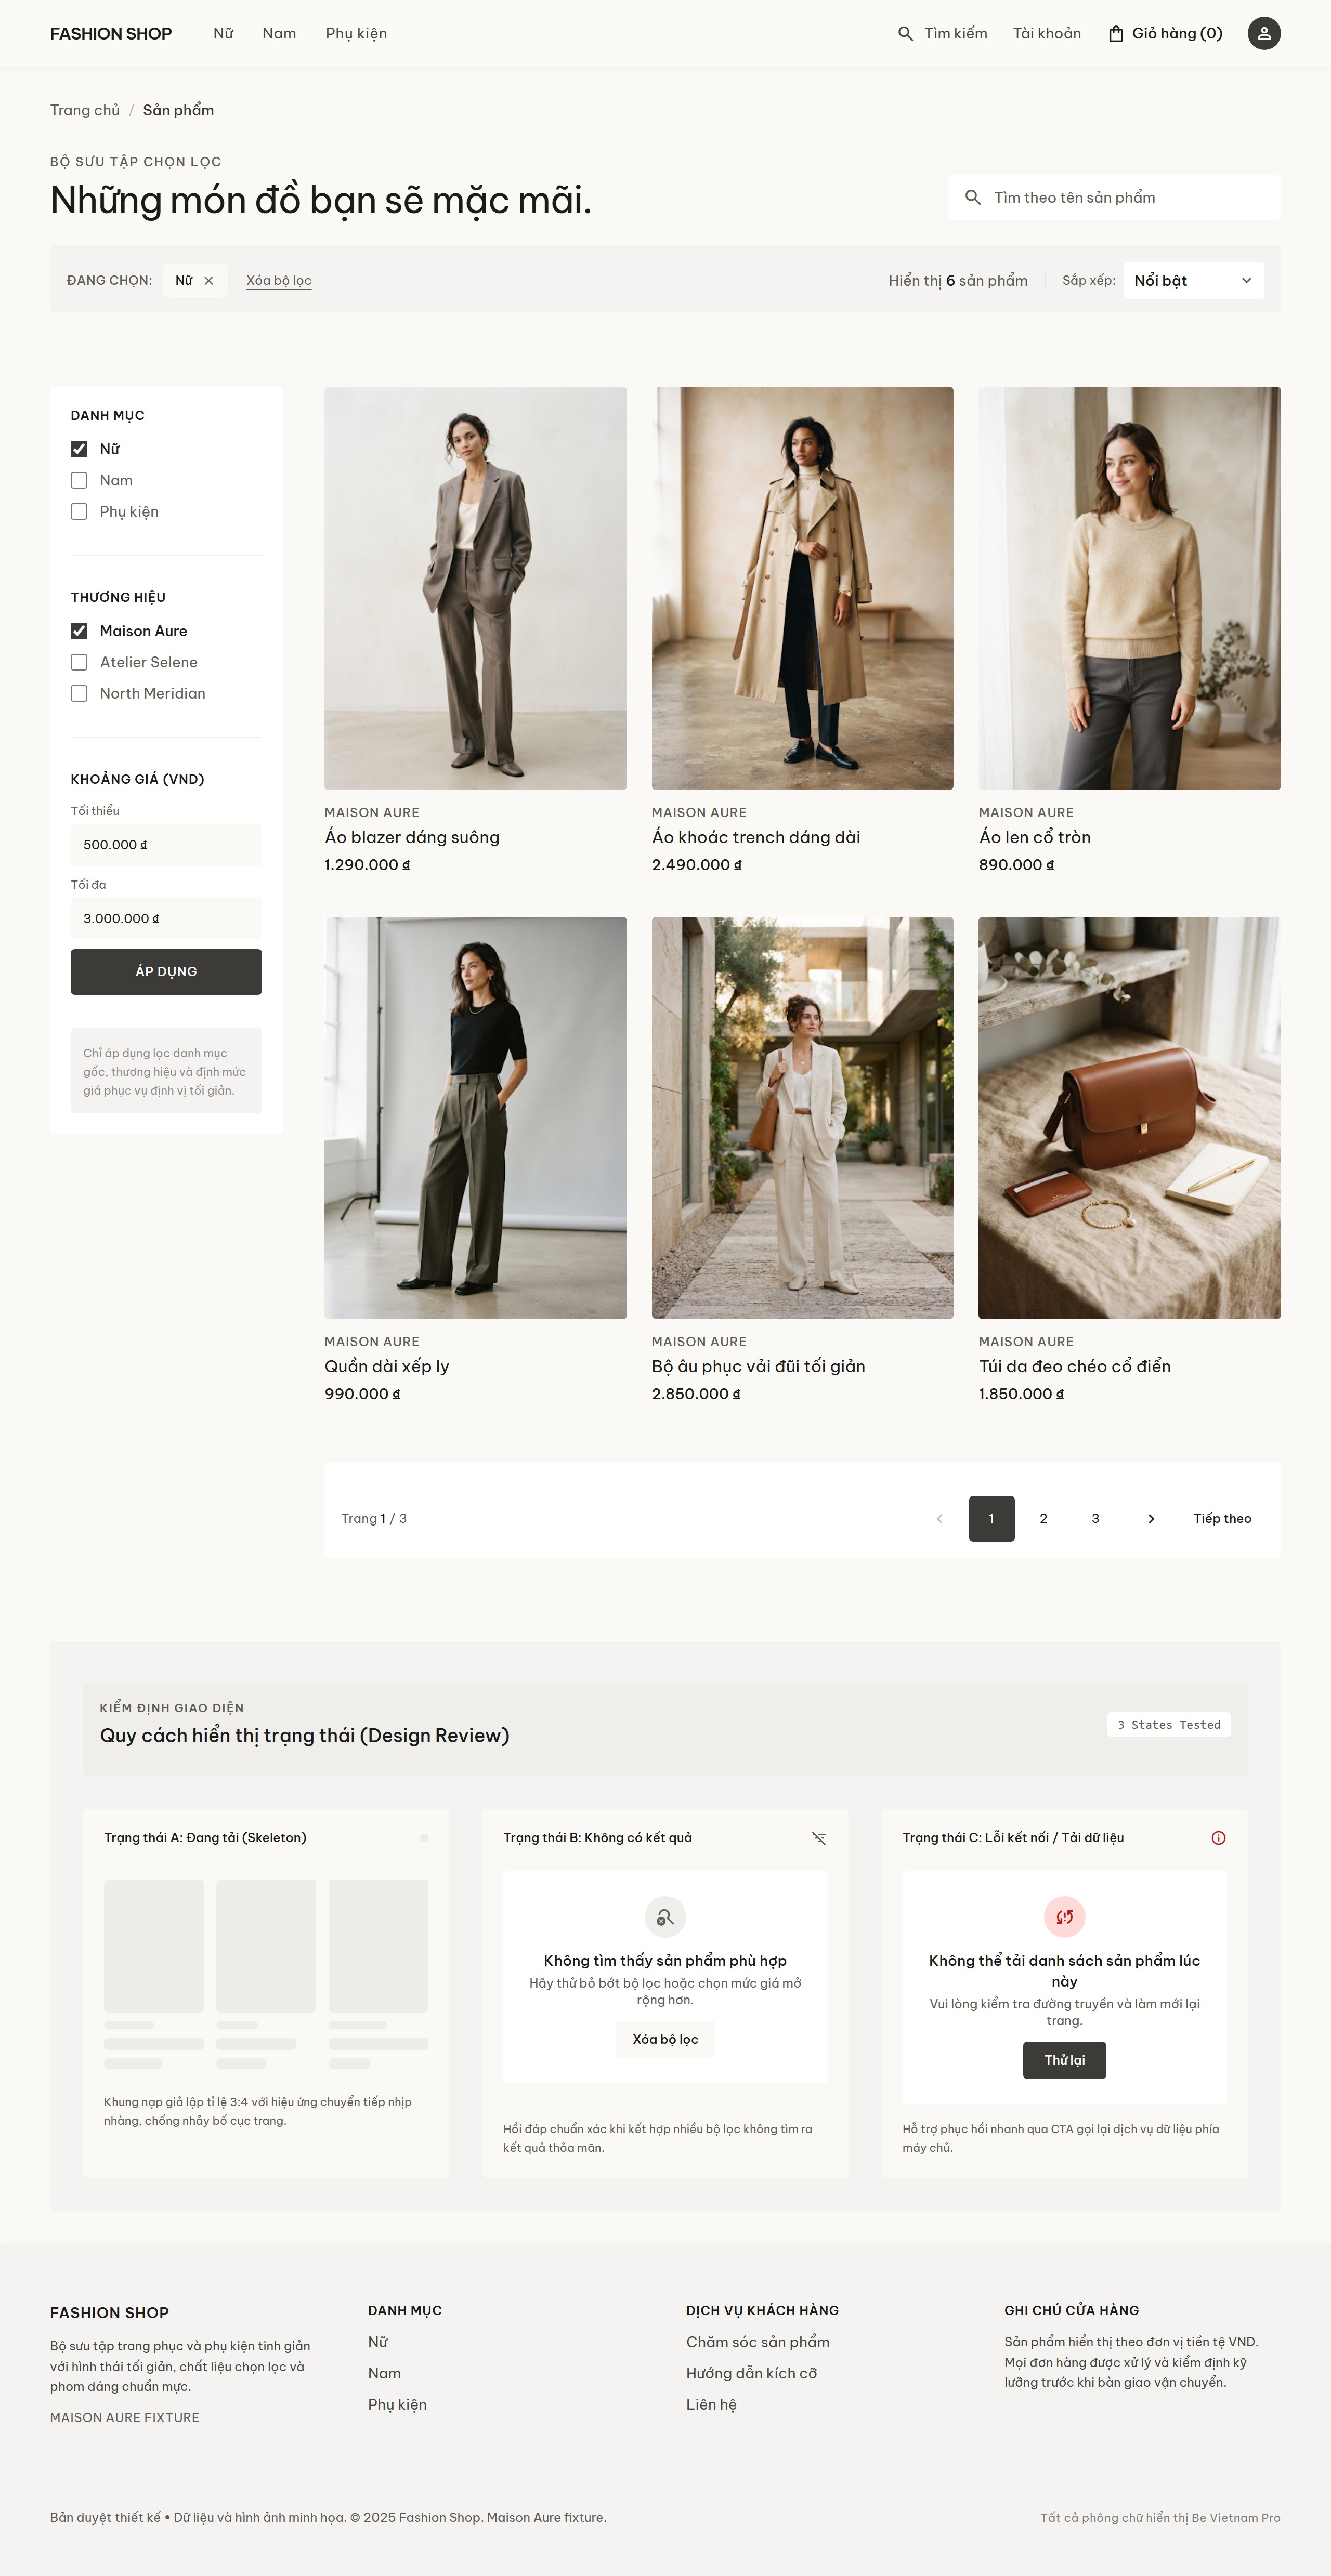 FASHION SHOP
Nữ
Nam
Phụ kiện
Tìm kiếm
Tài khoản
Giỏ hàng (0)
Trang chủ / Sản phẩm
BỘ SƯU TẬP CHỌN LỌC
Những món đồ bạn sẽ mặc mãi.
Tìm theo tên sản phẩm
ĐANG CHỌN:
Nữ
Xóa bộ lọc
Hiển thị 6 sản phẩm
Sắp xếp:
Nổi bật
DANH MỤC
Nữ
Nam
Phụ kiện
THƯƠNG HIỆU
Maison Aure
Atelier Selene
North Meridian
KHOẢNG GIÁ (VND)
Tối thiểu
500.000 ₫
Tối đa
3.000.000 ₫
ÁP DỤNG
Chỉ áp dụng lọc danh mục
gốc, thương hiệu và định mức
giá phục vụ định vị tối giản.
MAISON AURE
Áo blazer dáng suông
1.290.000 ₫
MAISON AURE
Áo khoác trench dáng dài
2.490.000 ₫
MAISON AURE
Áo len cổ tròn
890.000 ₫
MAISON AURE
Quần dài xếp ly
990.000 ₫
MAISON AURE
Bộ âu phục vải đũi tối giản
2.850.000 ₫
MAISON AURE
Túi da đeo chéo cổ điển
1.850.000 ₫
Trang 1 / 3
1
2
3
Tiếp theo
KIỂM ĐỊNH GIAO DIỆN
Quy cách hiển thị trạng thái (Design Review)
3 States Tested
Trạng thái A: Đang tải (Skeleton)
Khung nạp giả lập tỉ lệ 3:4 với hiệu ứng chuyển tiếp nhịp
nhàng, chống nhảy bố cục trang.
Trạng thái B: Không có kết quả
Không tìm thấy sản phẩm phù hợp
Hãy thử bỏ bớt bộ lọc hoặc chọn mức giá mở
rộng hơn.
Xóa bộ lọc
Hồi đáp chuẩn xác khi kết hợp nhiều bộ lọc không tìm ra
kết quả thỏa mãn.
Trạng thái C: Lỗi kết nối / Tải dữ liệu
Không thể tải danh sách sản phẩm lúc
này
Vui lòng kiểm tra đường truyền và làm mới lại
trang.
Thử lại
Hỗ trợ phục hồi nhanh qua CTA gọi lại dịch vụ dữ liệu phía
máy chủ.
FASHION SHOP
Bộ sưu tập trang phục và phụ kiện tinh giản
với hình thái tối giản, chất liệu chọn lọc và
phom dáng chuẩn mực.
MAISON AURE FIXTURE
DANH MỤC
Nữ
Nam
Phụ kiện
DỊCH VỤ KHÁCH HÀNG
Chăm sóc sản phẩm
Hướng dẫn kích cỡ
Liên hệ
GHI CHÚ CỬA HÀNG
Sản phẩm hiển thị theo đơn vị tiền tệ VND.
Mọi đơn hàng được xử lý và kiểm định kỹ
lưỡng trước khi bàn giao vận chuyển.
Bản duyệt thiết kế • Dữ liệu và hình ảnh minh họa. © 2025 Fashion Shop. Maison Aure fixture.
Tất cả phông chữ hiển thị Be Vietnam Pro